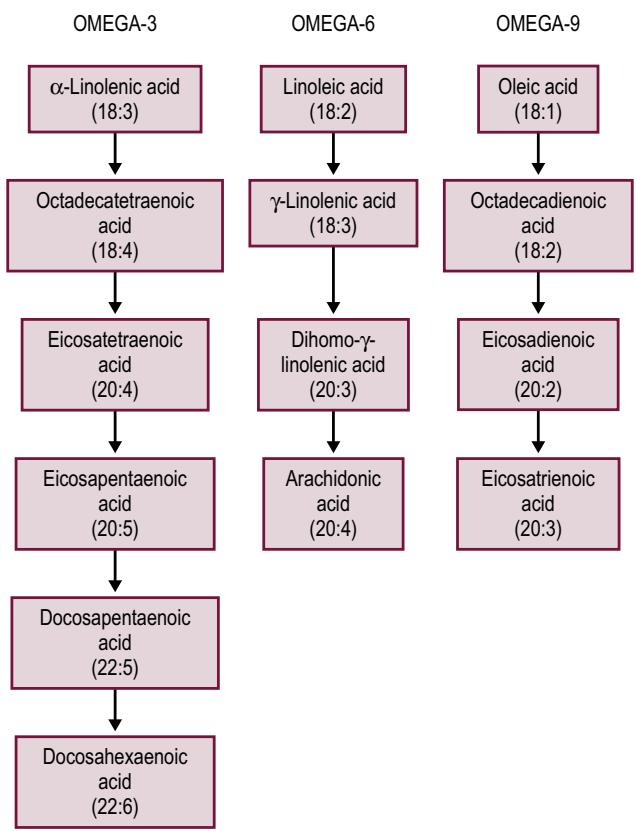 OMEGA-3
α-Linolenic acid
(18:3)
Octadecatetraenoic
acid
(18:4)
Eicosatetraenoic
acid
(20:4)
Eicosapentaenoic
acid
(20:5)
Docosapentaenoic
acid
(22:5)
Docosahexaenoic
acid
(22:6)
OMEGA-6
Linoleic acid
(18:2)
γ-Linolenic acid
(18:3)
Dihomo-γ-
linolenic acid
(20:3)
Arachidonic
acid
(20:4)
OMEGA-9
Oleic acid
(18:1)
Octadecadienoic
acid
(18:2)
Eicosadienoic
acid
(20:2)
Eicosatrienoic
acid
(20:3)